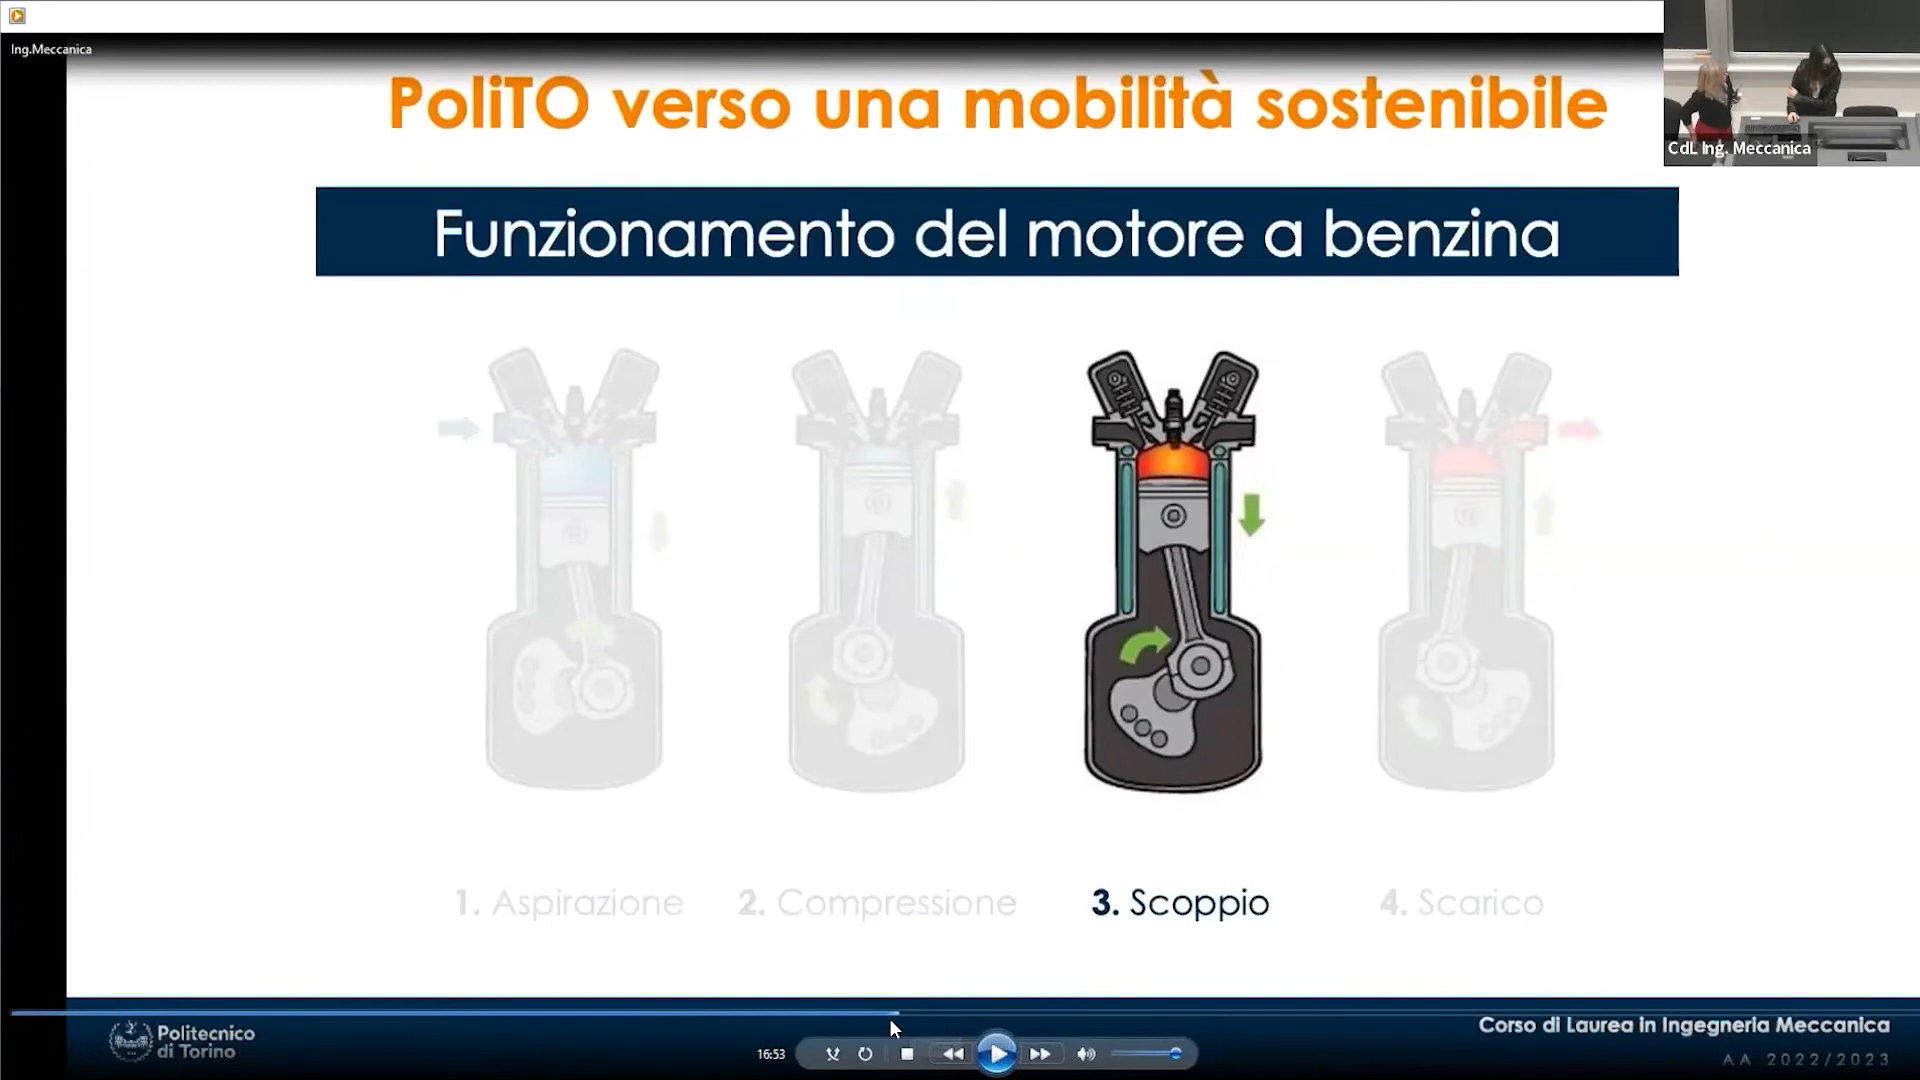 Ing.Meccanica
PoliTO verso una mobilità sostenibile
CdL Ing. Meccanica
Funzionamento del motore a benzina
1. Aspirazione
2. Compressione
3. Scoppio
4. Scarico
Politecnico
di Torino
16:53
Corso di Laurea in Ingegneria Meccanica
AA 2022/2023